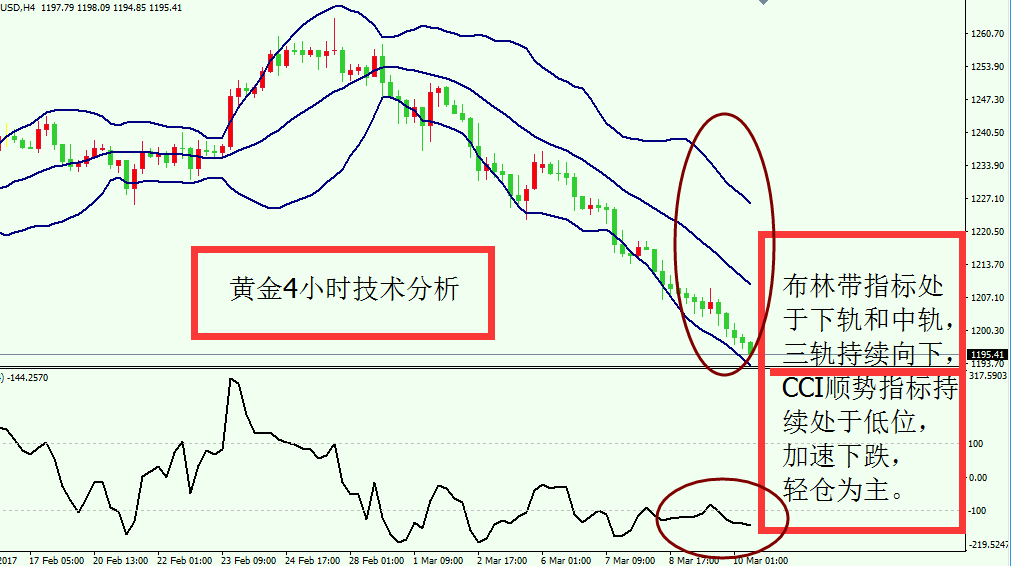 USD,H4 1197.79 1198.09 1194.85 1195.41
1260.70
1253.90
1247.30
1240.50
1233.90
1227.10
1220.50
1213.70
1207.10
1200.30
1195.41
1193.70
黄金4小时技术分析
布林带指标处
于下轨和中轨，
三轨持续向下，
CCI顺势指标持
续处于低位，
加速下跌，
轻仓为主。
) -144.2570
317.5903
100
0.00
-100
-219.5247
2017
17 Feb 05:00
20 Feb 13:00
22 Feb 01:00
23 Feb 09:00
24 Feb 17:00
28 Feb 01:00
1 Mar 09:00
2 Mar 17:00
6 Mar 01:00
7 Mar 09:00
8 Mar 17:00
10 Mar 01:00